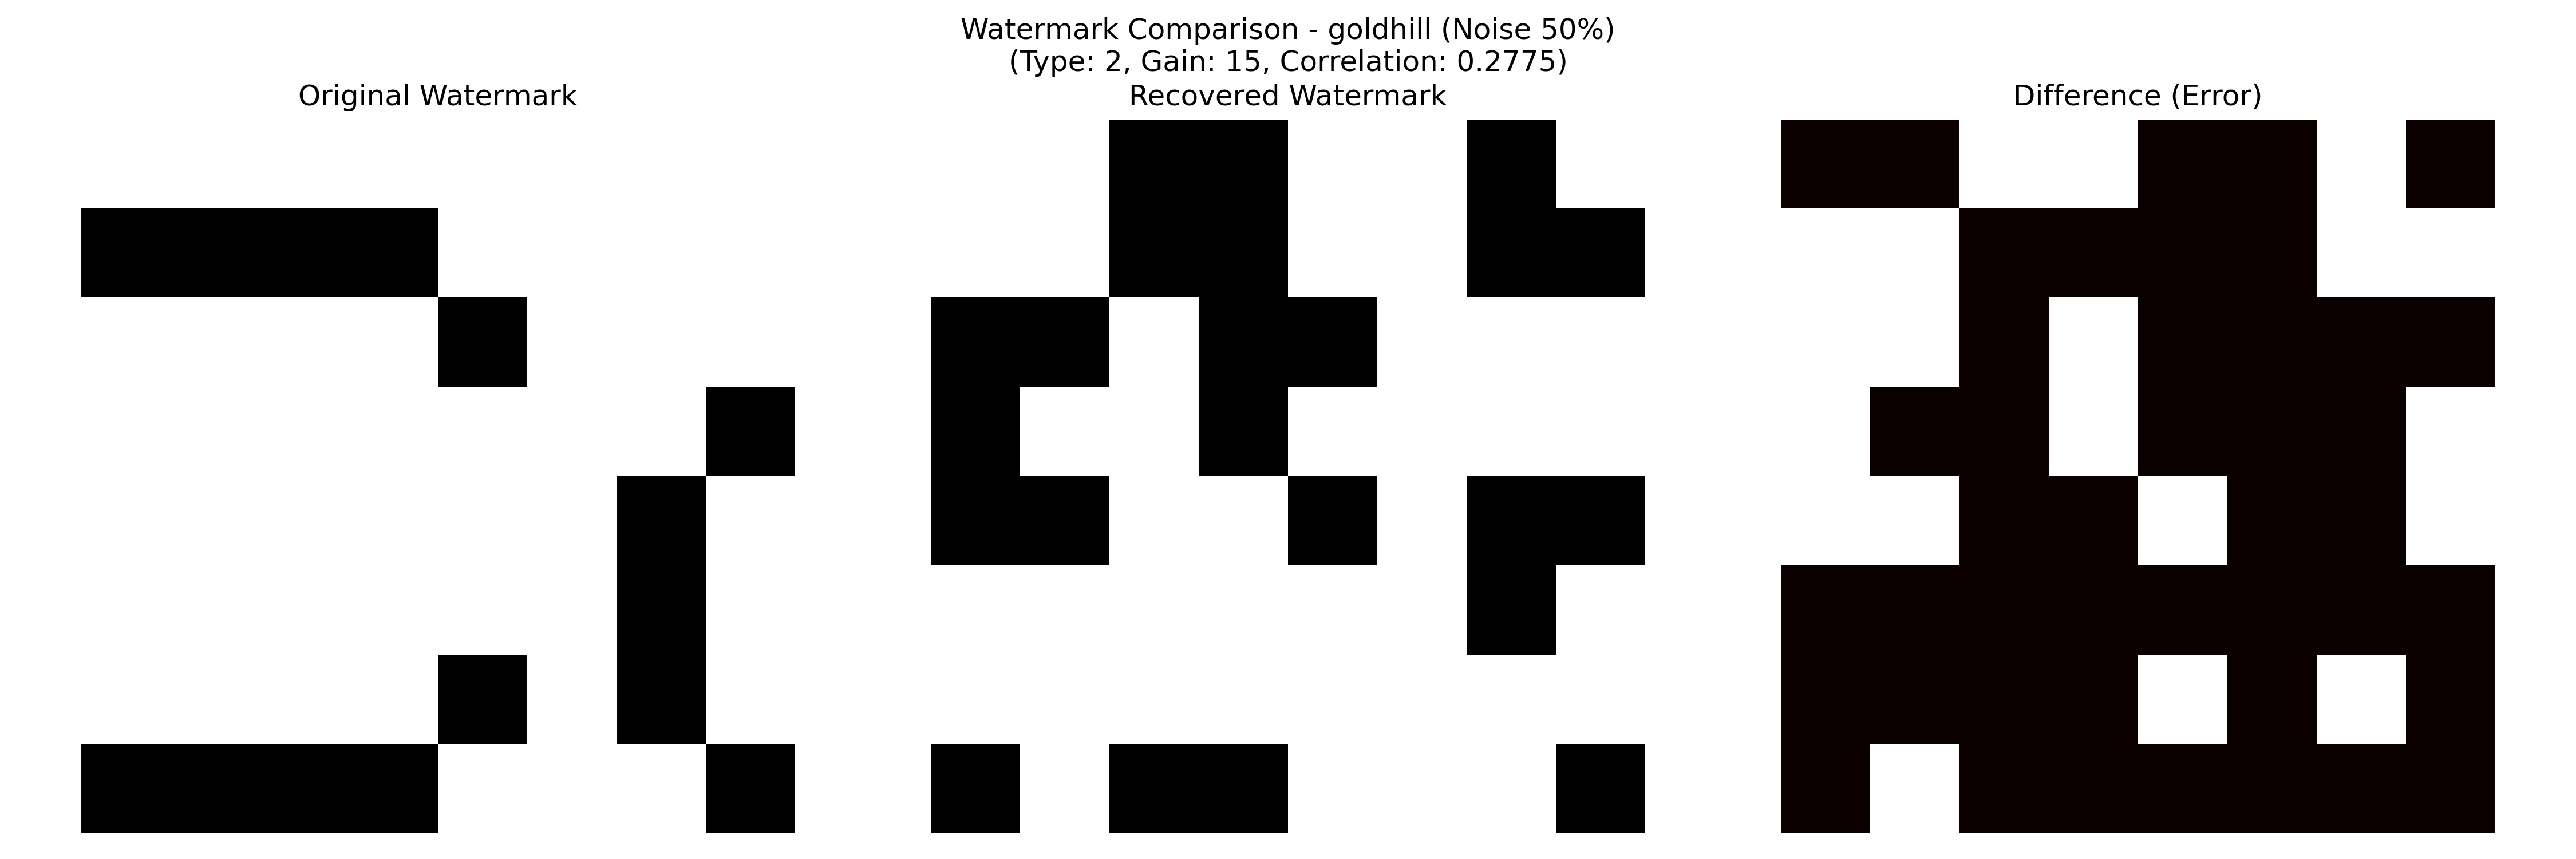 Watermark Comparison - goldhill (Noise 50%)
(Type: 2, Gain: 15, Correlation: 0.2775)
Original Watermark
Recovered Watermark
Difference (Error)